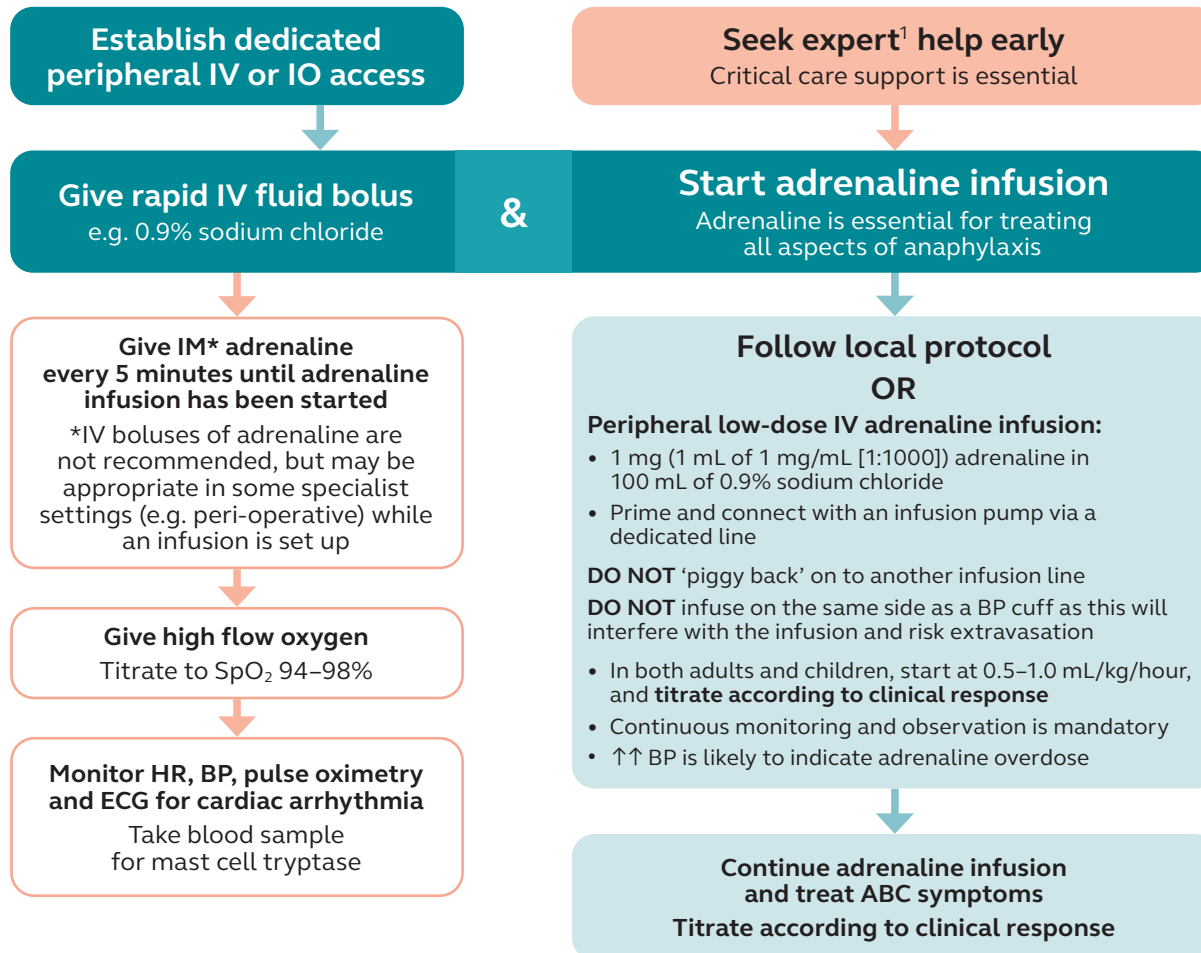 Establish dedicated
peripheral IV or IO access
Seek expert¹ help early
Critical care support is essential
Give rapid IV fluid bolus
e.g. 0.9% sodium chloride
&
Start adrenaline infusion
Adrenaline is essential for treating
all aspects of anaphylaxis
Give IM* adrenaline
every 5 minutes until adrenaline
infusion has been started
*IV boluses of adrenaline are
not recommended, but may be
appropriate in some specialist
settings (e.g. peri-operative) while
an infusion is set up
Give high flow oxygen
Titrate to SpO₂ 94–98%
Monitor HR, BP, pulse oximetry
and ECG for cardiac arrhythmia
Take blood sample
for mast cell tryptase
Follow local protocol
OR
Peripheral low-dose IV adrenaline infusion:
• 1 mg (1 mL of 1 mg/mL [1:1000]) adrenaline in
100 mL of 0.9% sodium chloride
• Prime and connect with an infusion pump via a
dedicated line
DO NOT ‘piggy back’ on to another infusion line
DO NOT infuse on the same side as a BP cuff as this will
interfere with the infusion and risk extravasation
• In both adults and children, start at 0.5–1.0 mL/kg/hour,
and titrate according to clinical response
• Continuous monitoring and observation is mandatory
• ↑↑ BP is likely to indicate adrenaline overdose
Continue adrenaline infusion
and treat ABC symptoms
Titrate according to clinical response